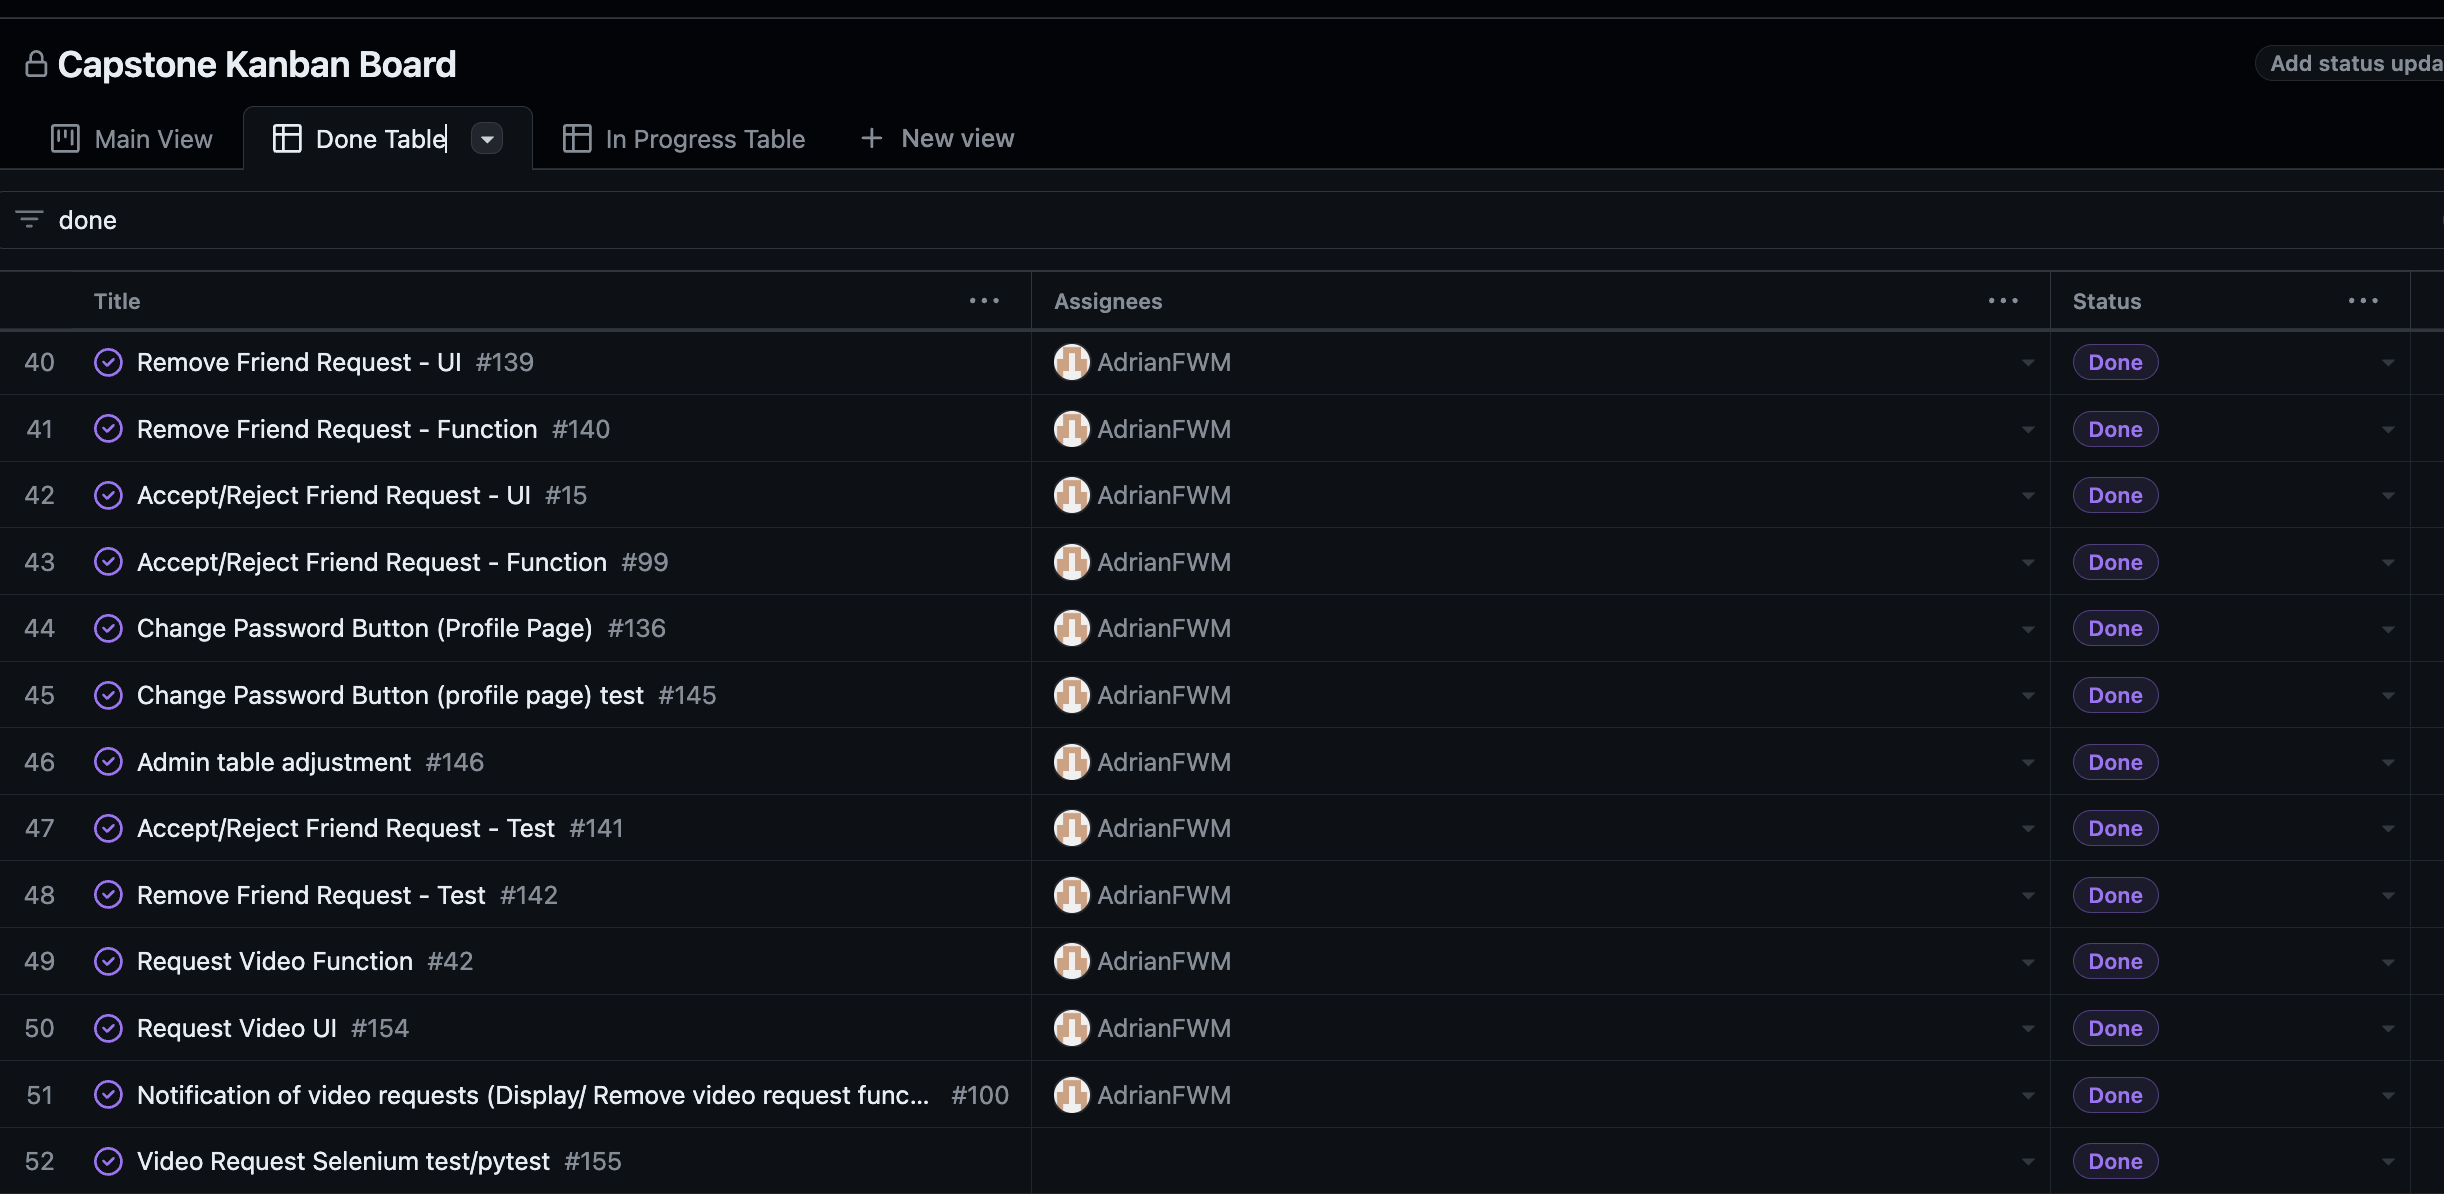 Capstone Kanban Board
Add status upda
Main View
Done Table
In Progress Table
+ New view
done
Title ... Assignees ... Status ...
40 Remove Friend Request - UI #139 AdrianFWM Done
41 Remove Friend Request - Function #140 AdrianFWM Done
42 Accept/Reject Friend Request - UI #15 AdrianFWM Done
43 Accept/Reject Friend Request - Function #99 AdrianFWM Done
44 Change Password Button (Profile Page) #136 AdrianFWM Done
45 Change Password Button (profile page) test #145 AdrianFWM Done
46 Admin table adjustment #146 AdrianFWM Done
47 Accept/Reject Friend Request - Test #141 AdrianFWM Done
48 Remove Friend Request - Test #142 AdrianFWM Done
49 Request Video Function #42 AdrianFWM Done
50 Request Video UI #154 AdrianFWM Done
51 Notification of video requests (Display/ Remove video request func... #100 AdrianFWM Done
52 Video Request Selenium test/pytest #155 Done